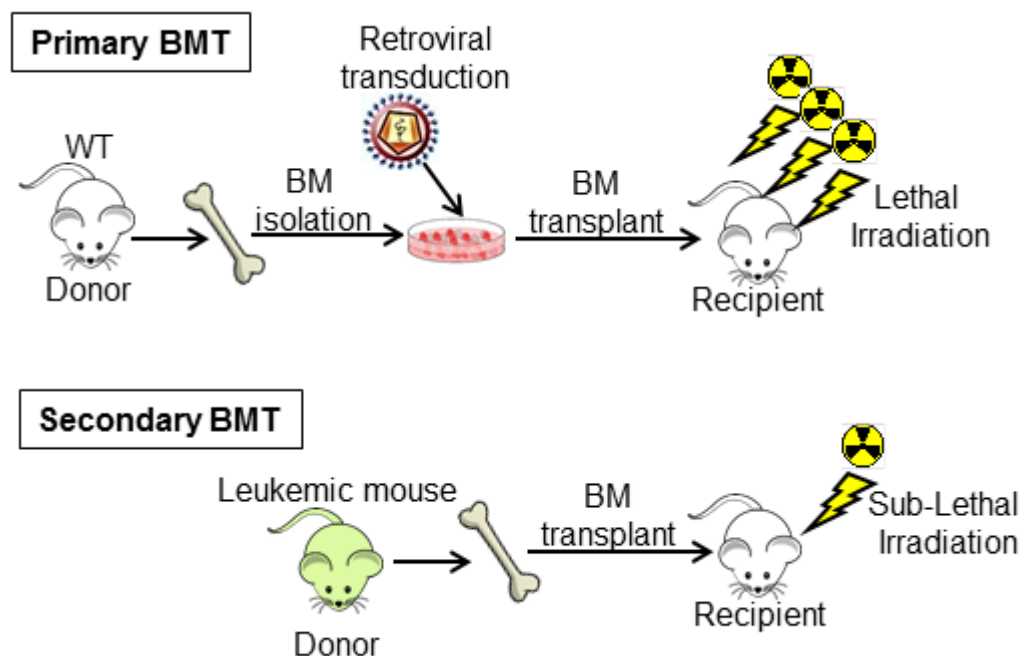 Primary BMT
Retroviral
transduction
WT
BM
isolation
BM
transplant
Lethal
Irradiation
Donor
Recipient
Secondary BMT
Leukemic mouse
BM
transplant
Sub-Lethal
Irradiation
Recipient
Donor